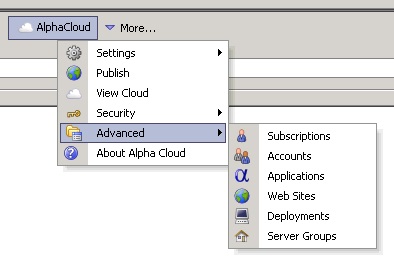 AlphaCloud More...
Settings
Publish
View Cloud
Security
Advanced
About Alpha Cloud
Subscriptions
Accounts
Applications
Web Sites
Deployments
Server Groups